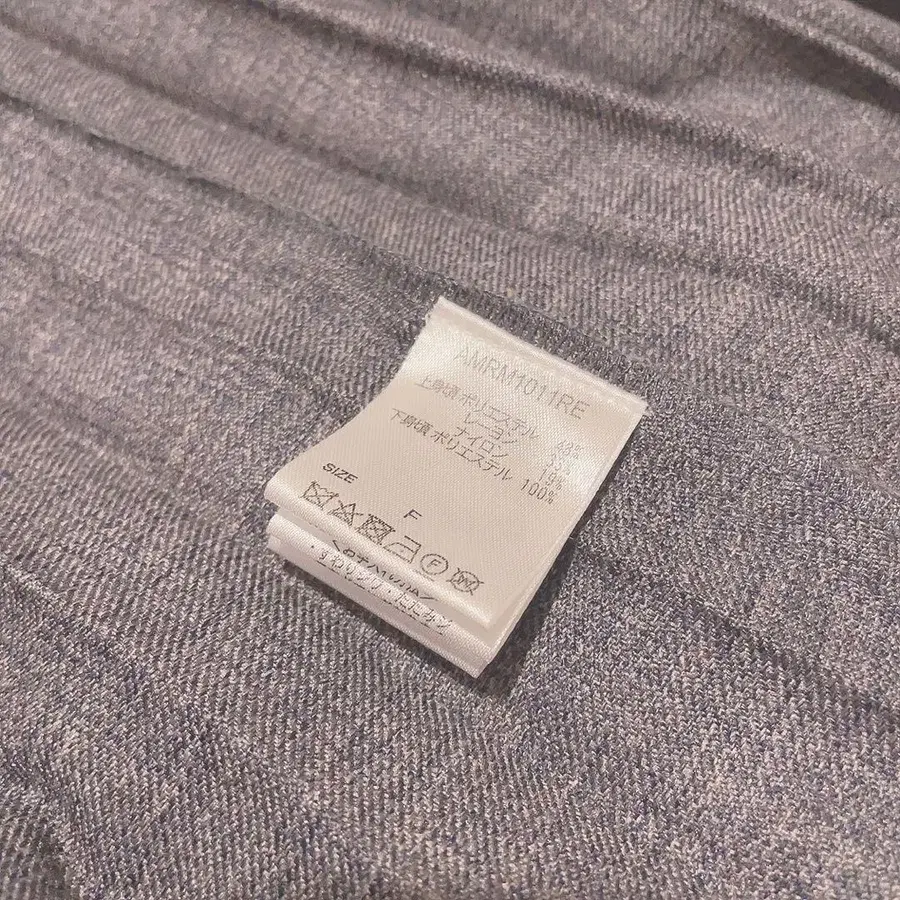 AMRM1011RE
上身頃 ポリエステル 48%
レーヨン 33%
ナイロン 19%
下身頃 ポリエステル 100%
SIZE
F
F
W